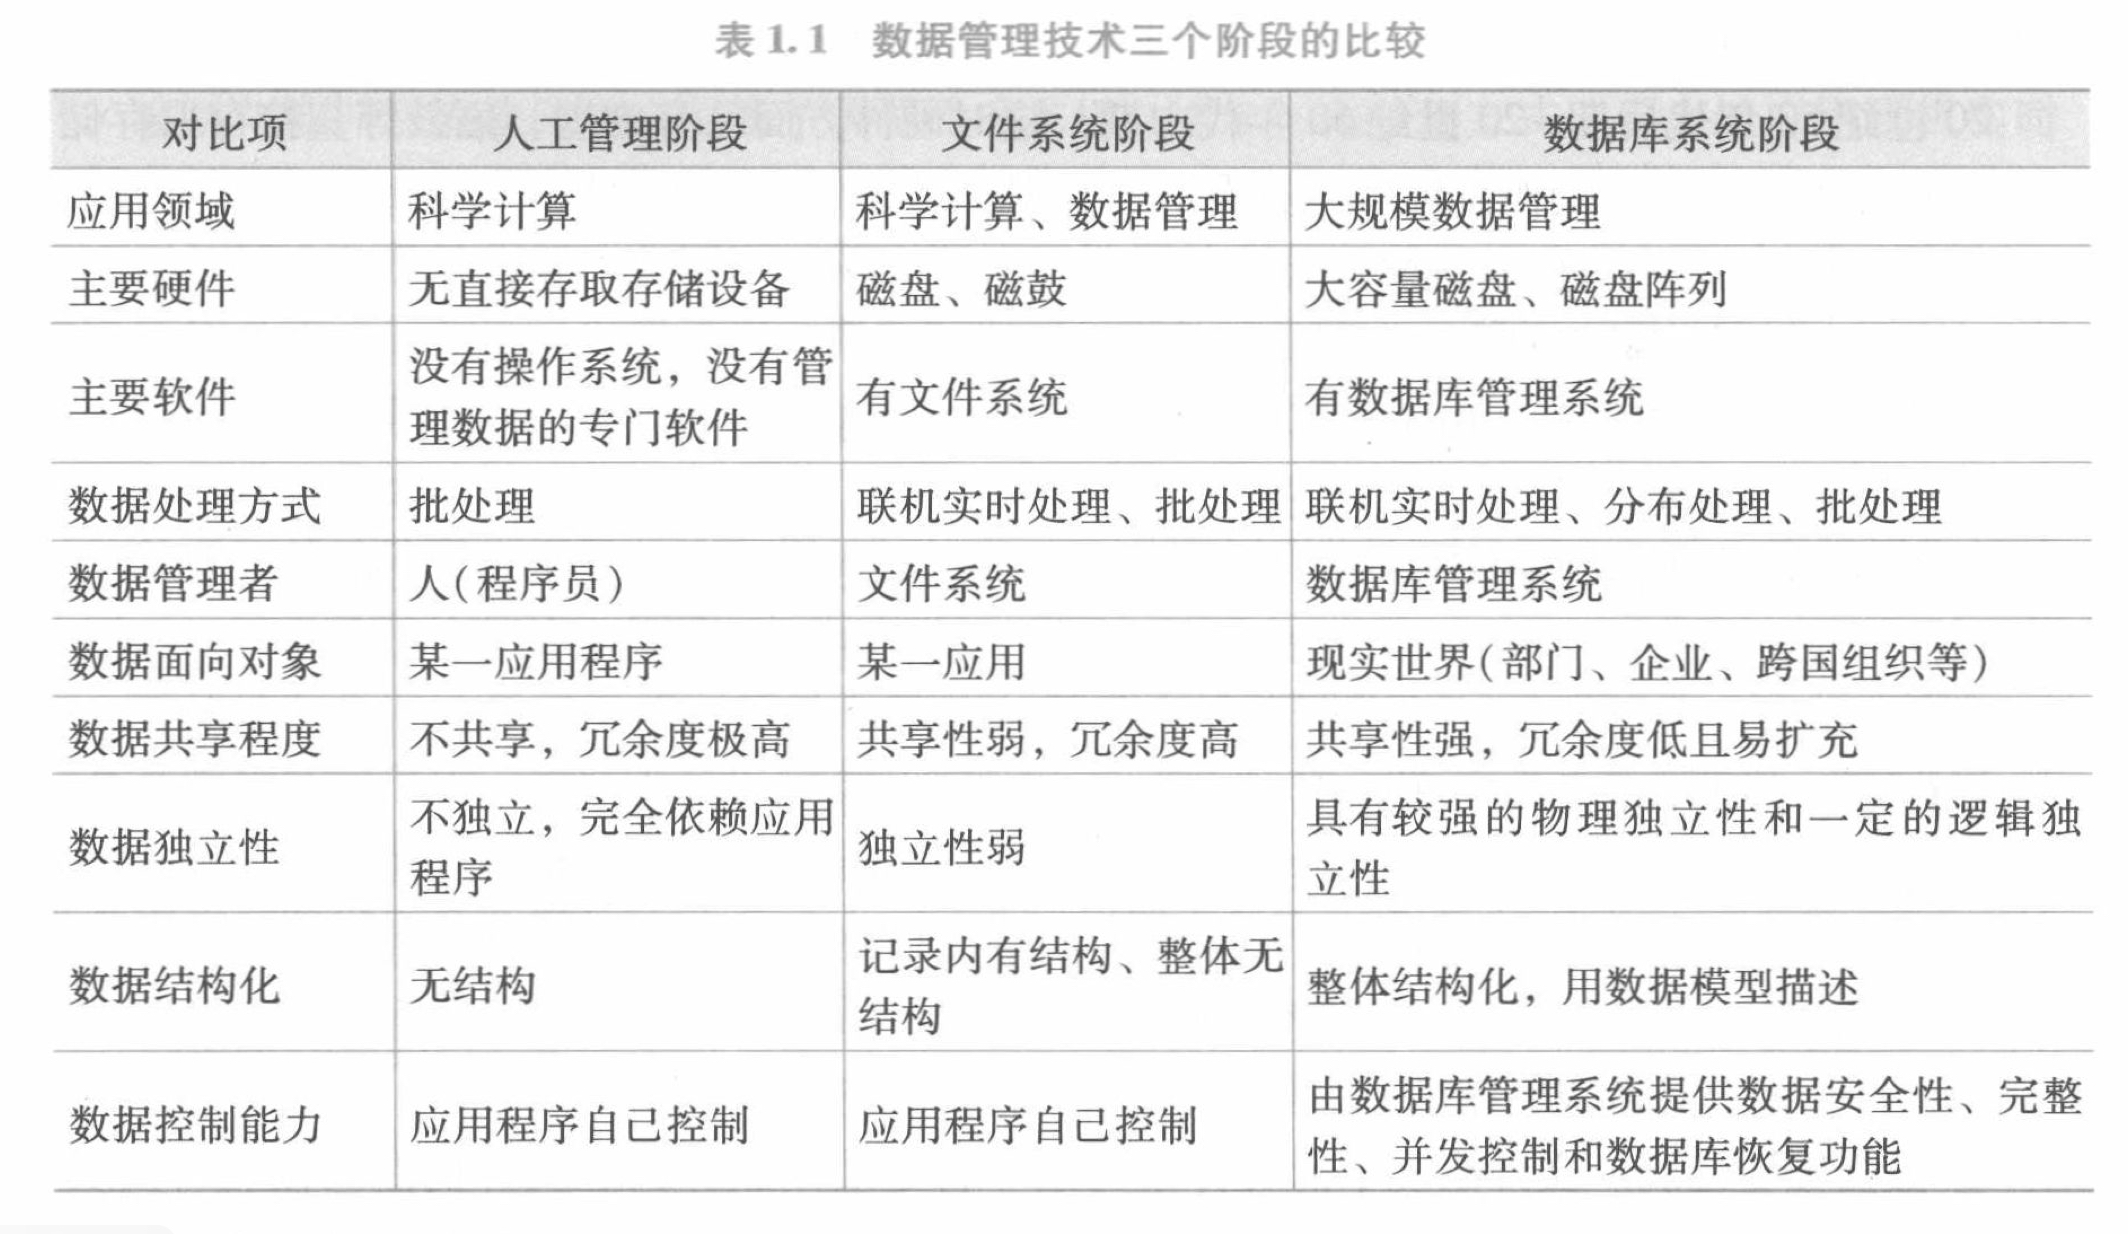 表 1.1 数据管理技术三个阶段的比较
对比项 人工管理阶段 文件系统阶段 数据库系统阶段
应用领域 科学计算 科学计算、数据管理 大规模数据管理
主要硬件 无直接存取存储设备 磁盘、磁鼓 大容量磁盘、磁盘阵列
主要软件
没有操作系统，没有管
理数据的专门软件
有文件系统 有数据库管理系统
数据处理方式 批处理 联机实时处理、批处理 联机实时处理、分布处理、批处理
数据管理者 人(程序员) 文件系统 数据库管理系统
数据面向对象 某一应用程序 某一应用 现实世界(部门、企业、跨国组织等)
数据共享程度 不共享，冗余度极高 共享性弱，冗余度高 共享性强，冗余度低且易扩充
数据独立性
不独立，完全依赖应用
程序
独立性弱
具有较强的物理独立性和一定的逻辑独
立性
数据结构化 无结构
记录内有结构、整体无
结构
整体结构化，用数据模型描述
数据控制能力 应用程序自己控制 应用程序自己控制
由数据库管理系统提供数据安全性、完整
性、并发控制和数据库恢复功能